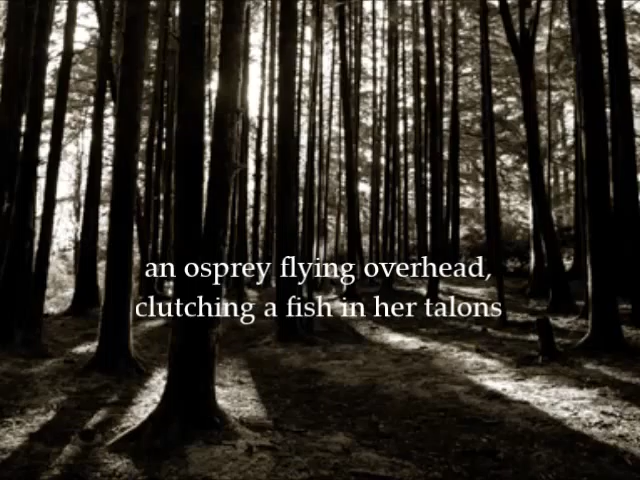 an osprey flying overhead,
clutching a fish in her talons